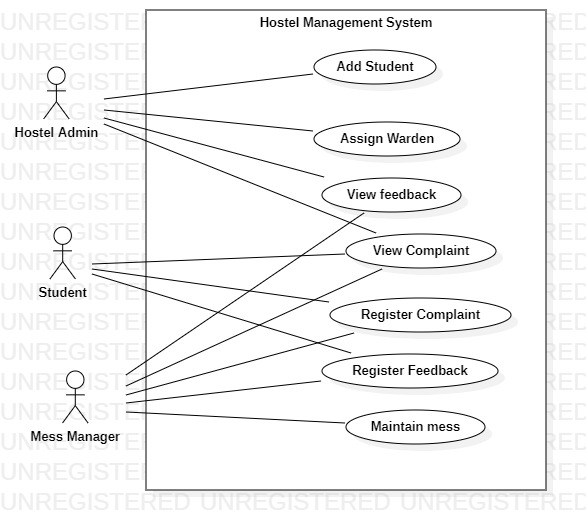 Hostel Management System
Add Student
Hostel Admin
Assign Warden
View feedback
View Complaint
Student
Register Complaint
Register Feedback
Mess Manager
Maintain mess
UNREGISTERED UNREGISTERED UNREGISTERED